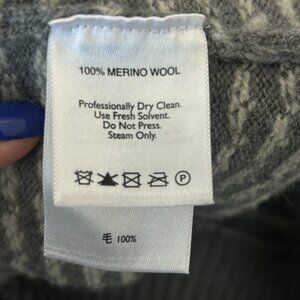 100% MERINO WOOL
Professionally Dry Clean.
Use Fresh Solvent.
Do Not Press.
Steam Only.
P
毛 100%